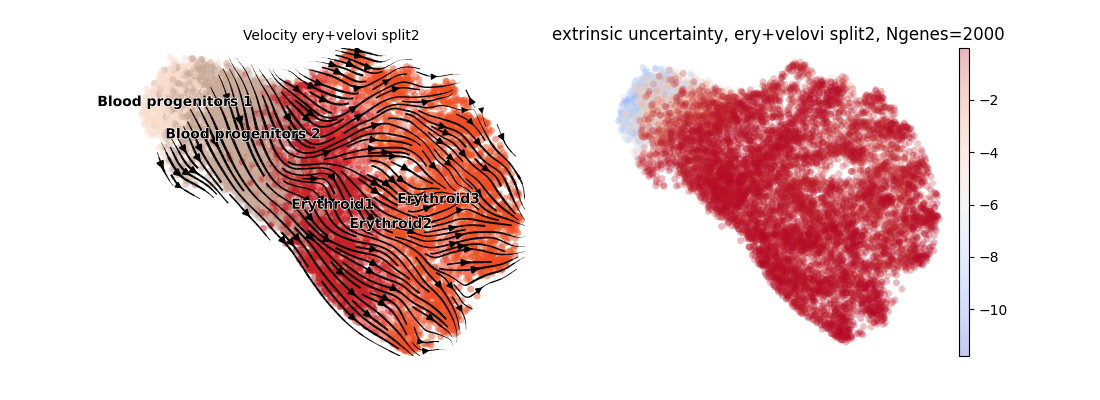 Velocity ery+velovi split2
Blood progenitors 1
Blood progenitors 2
Erythroid1
Erythroid3
Erythroid2
extrinsic uncertainty, ery+velovi split2, Ngenes=2000
−2
−4
−6
−8
−10